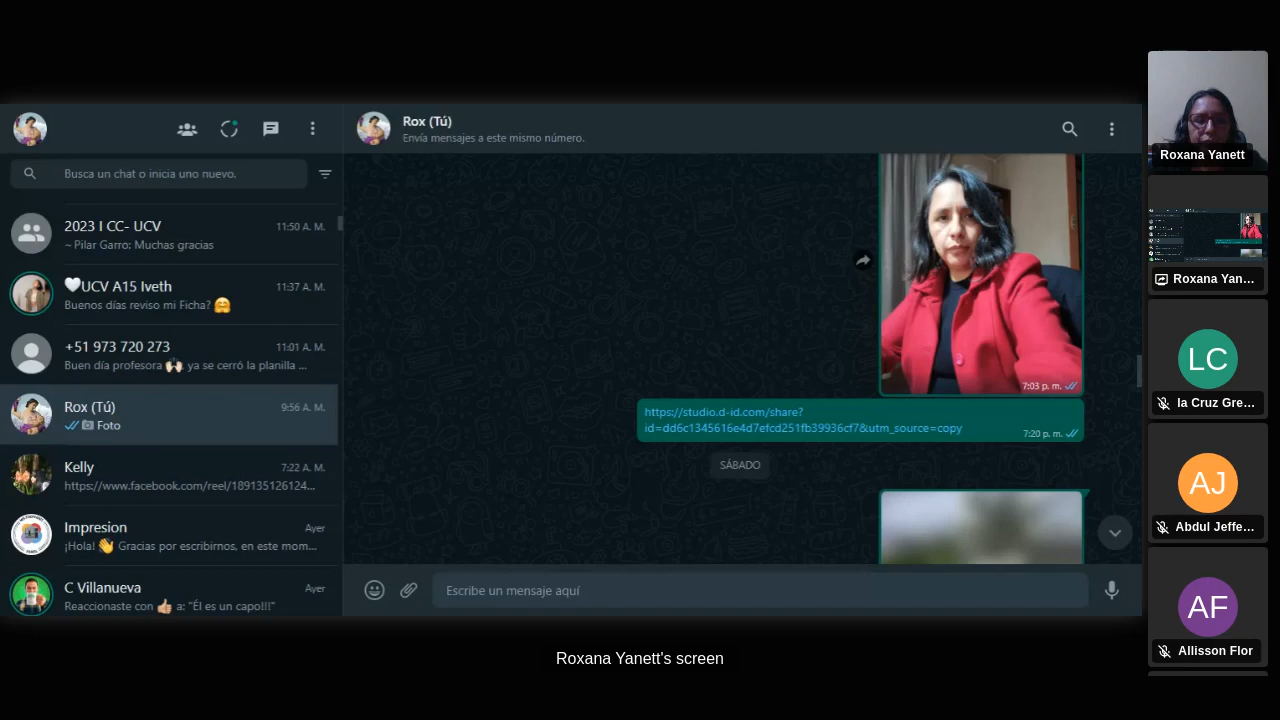 Rox (Tú)
Envía mensajes a este mismo número.
Busca un chat o inicia uno nuevo.
2023 I CC- UCV
11:50 A. M.
~ Pilar Garro: Muchas gracias
🤍UCV A15 Iveth
11:37 A. M.
Buenos días reviso mi Ficha? 🤗
+51 973 720 273
11:01 A. M.
Buen día profesora 🙌🏻, ya se cerró la planilla ...
Rox (Tú)
9:56 A. M.
Foto
Kelly
7:22 A. M.
https://www.facebook.com/reel/189135126124...
Impresion
Ayer
¡Hola! 👋 Gracias por escribirnos, en este mom...
C Villanueva
Ayer
Reaccionaste con 👍🏼 a: "Él es un capo!!!"
7:03 p. m.
https://studio.d-id.com/share?
id=dd6c1345616e4d7efcd251fb39936cf7&utm_source=copy
7:20 p. m.
SÁBADO
Escribe un mensaje aquí
Roxana Yanett's screen
Roxana Yanett
Roxana Yan...
LC
la Cruz Gre...
AJ
Abdul Jeffe...
AF
Allisson Flor